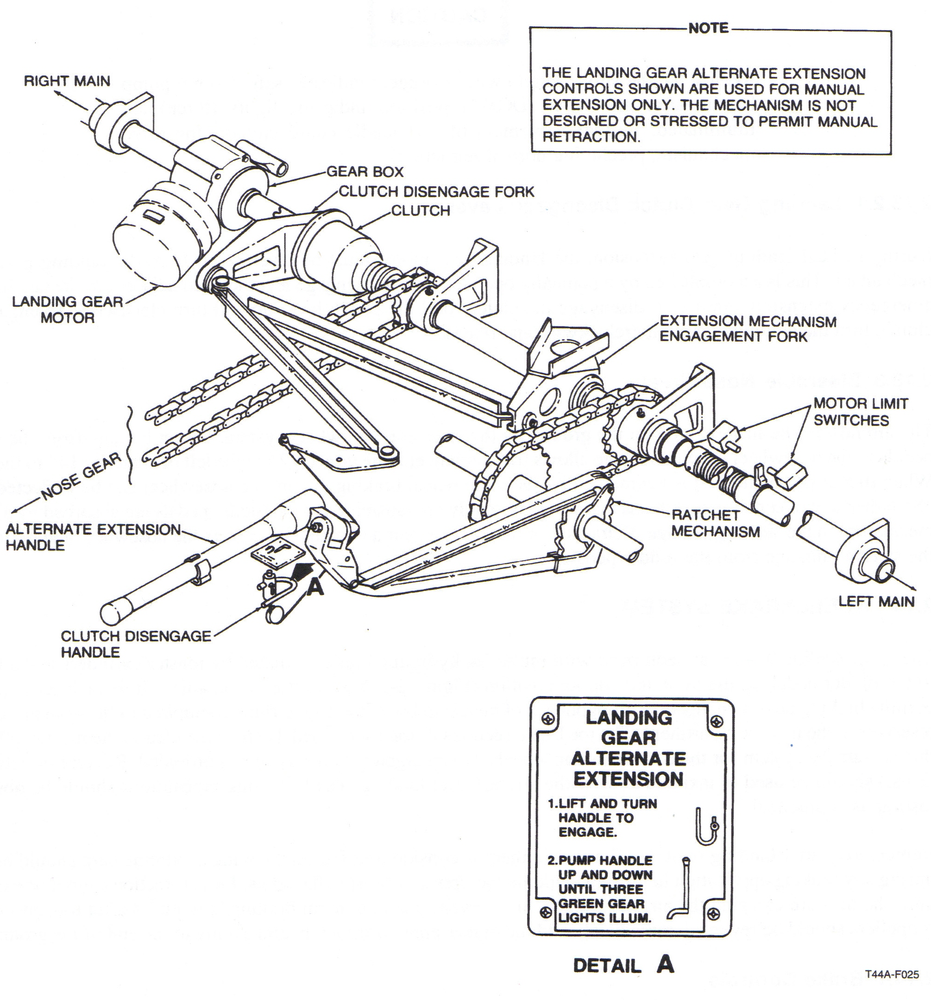 NOTE
THE LANDING GEAR ALTERNATE EXTENSION
CONTROLS SHOWN ARE USED FOR MANUAL
EXTENSION ONLY. THE MECHANISM IS NOT
DESIGNED OR STRESSED TO PERMIT MANUAL
RETRACTION.
RIGHT MAIN
GEAR BOX
CLUTCH DISENGAGE FORK
CLUTCH
LANDING GEAR
MOTOR
EXTENSION MECHANISM
ENGAGEMENT FORK
MOTOR LIMIT
SWITCHES
NOSE GEAR
RATCHET
MECHANISM
ALTERNATE EXTENSION
HANDLE
A
LEFT MAIN
CLUTCH DISENGAGE
HANDLE
LANDING
GEAR
ALTERNATE
EXTENSION
1.LIFT AND TURN
HANDLE TO
ENGAGE.
2.PUMP HANDLE
UP AND DOWN
UNTIL THREE
GREEN GEAR
LIGHTS ILLUM.
DETAIL A
T44A-F025